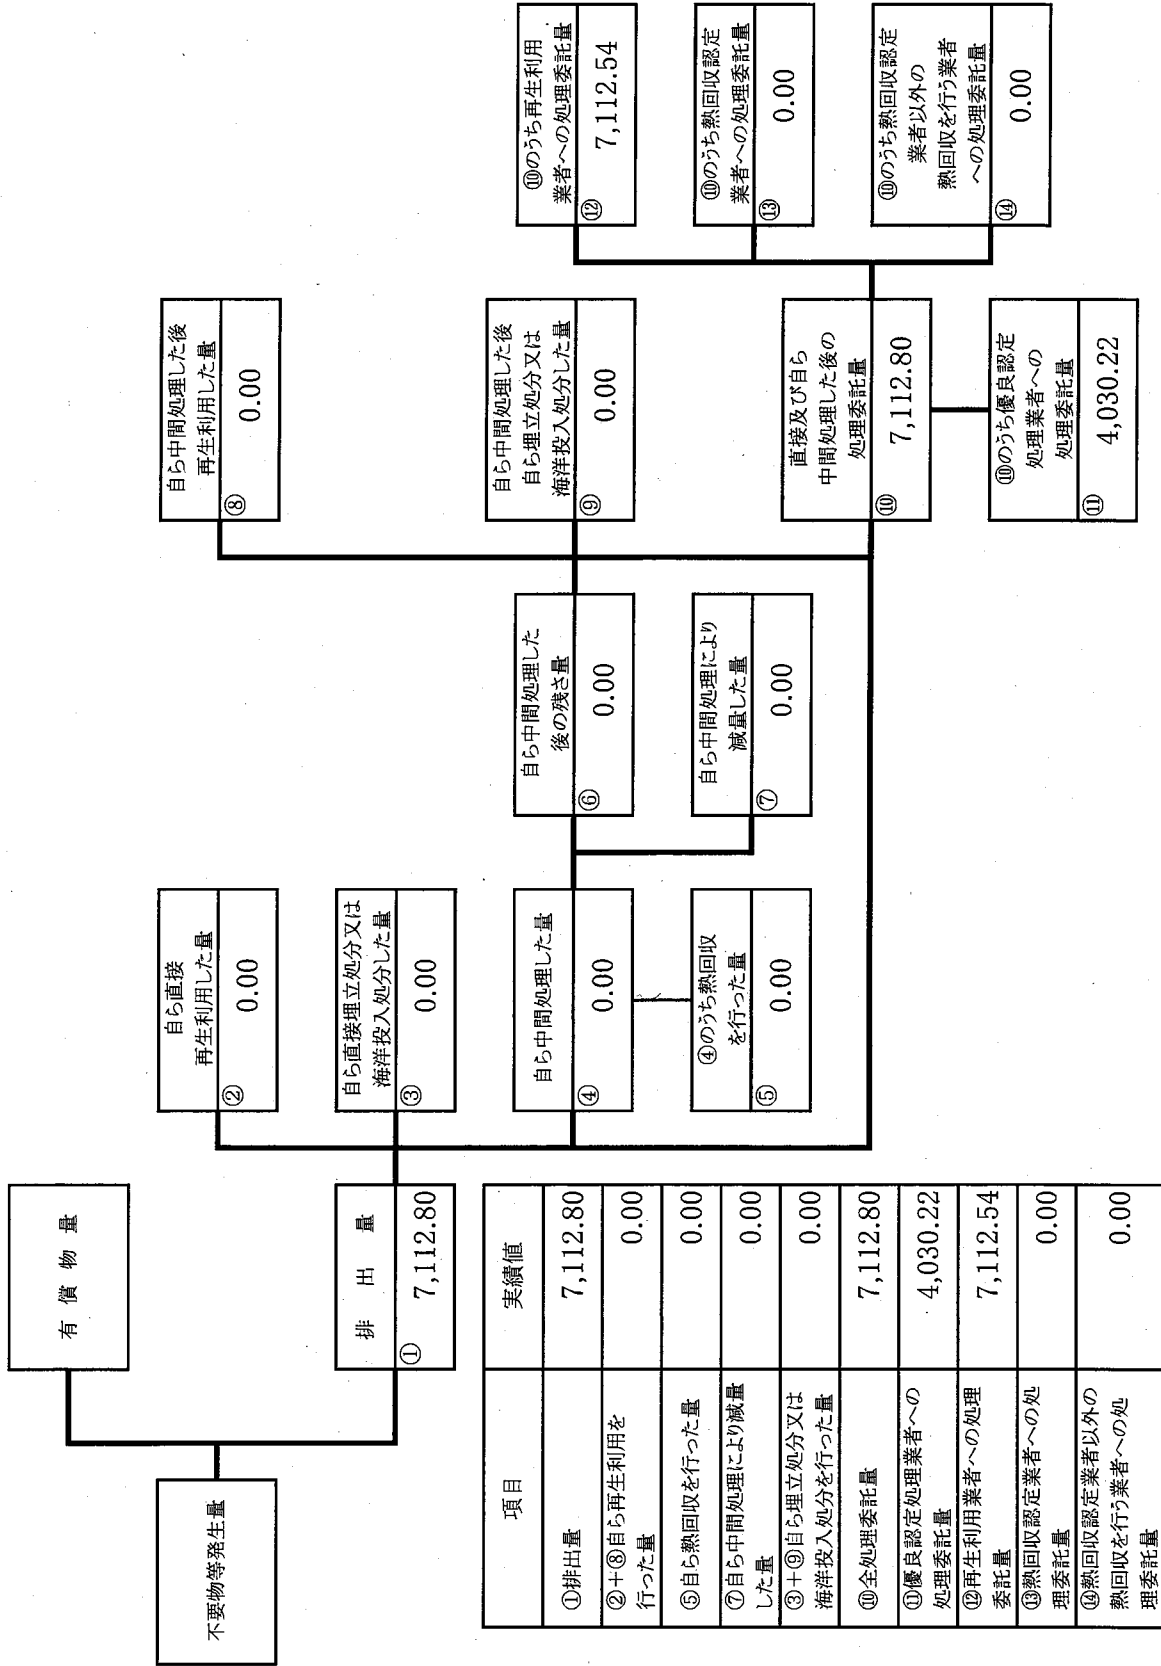 不要物等発生量
有 償 物 量
排 出 量
① 7,112.80
自ら直接
再生利用した量
② 0.00
自ら直接埋立処分又は
海洋投入処分した量
③ 0.00
自ら中間処理した量
④ 0.00
④のうち熱回収
を行った量
⑤ 0.00
自ら中間処理した
後の残さ量
⑥ 0.00
自ら中間処理により
減量した量
⑦ 0.00
自ら中間処理した後
再生利用した量
⑧ 0.00
自ら中間処理した後
自ら埋立処分又は
海洋投入処分した量
⑨ 0.00
直接及び自ら
中間処理した後の
処理委託量
⑩ 7,112.80
⑩のうち優良認定
処理業者への
処理委託量
⑪ 4,030.22
⑩のうち再生利用
業者への処理委託量
⑫ 7,112.54
⑩のうち熱回収認定
業者への処理委託量
⑬ 0.00
⑩のうち熱回収認定
業者以外の
熱回収を行う業者
への処理委託量
⑭ 0.00
項目 実績値
①排出量 7,112.80
②+⑧自ら再生利用を
行った量 0.00
⑤自ら熱回収を行った量 0.00
⑦自ら中間処理により減量
した量 0.00
③+⑨自ら埋立処分又は
海洋投入処分を行った量 0.00
⑩全処理委託量 7,112.80
⑪優良認定処理業者への
処理委託量 4,030.22
⑫再生利用業者への処理
委託量 7,112.54
⑬熱回収認定業者への処
理委託量 0.00
⑭熱回収認定業者以外の
熱回収を行う業者への処
理委託量 0.00